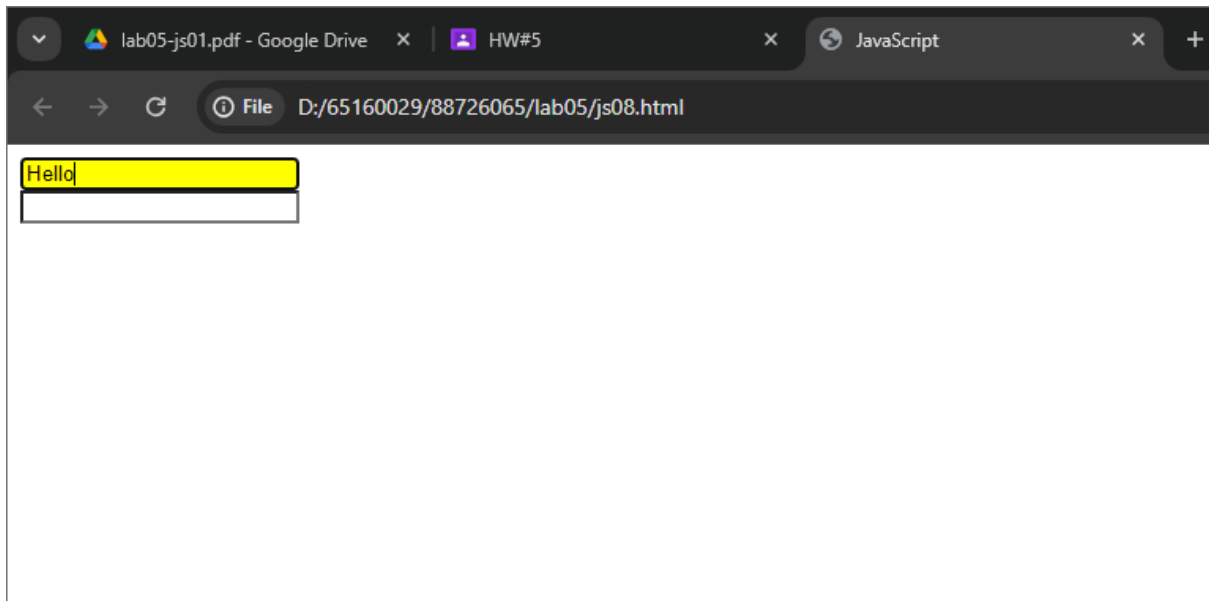 lab05-js01.pdf - Google Drive
HW#5
JavaScript
File D:/65160029/88726065/lab05/js08.html
Hello